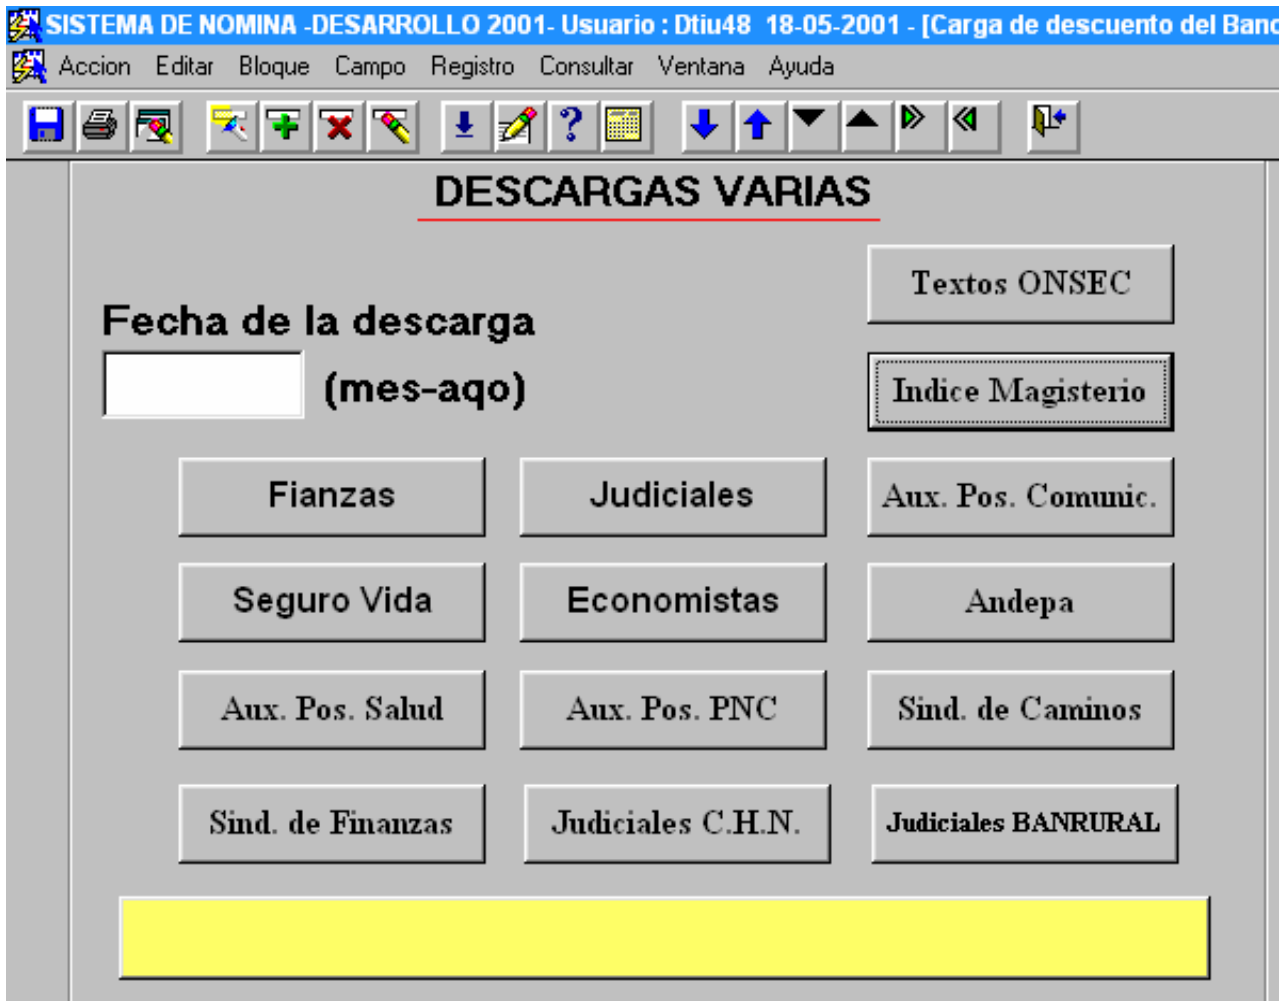 SISTEMA DE NOMINA -DESARROLLO 2001- Usuario : Dtiu48 18-05-2001 - [Carga de descuento del Banc
Accion Editar Bloque Campo Registro Consultar Ventana Ayuda
DESCARGAS VARIAS
Textos ONSEC
Fecha de la descarga
(mes-aqo)
Indice Magisterio
Fianzas Judiciales Aux. Pos. Comunic.
Seguro Vida Economistas Andepa
Aux. Pos. Salud Aux. Pos. PNC Sind. de Caminos
Sind. de Finanzas Judiciales C.H.N. Judiciales BANRURAL